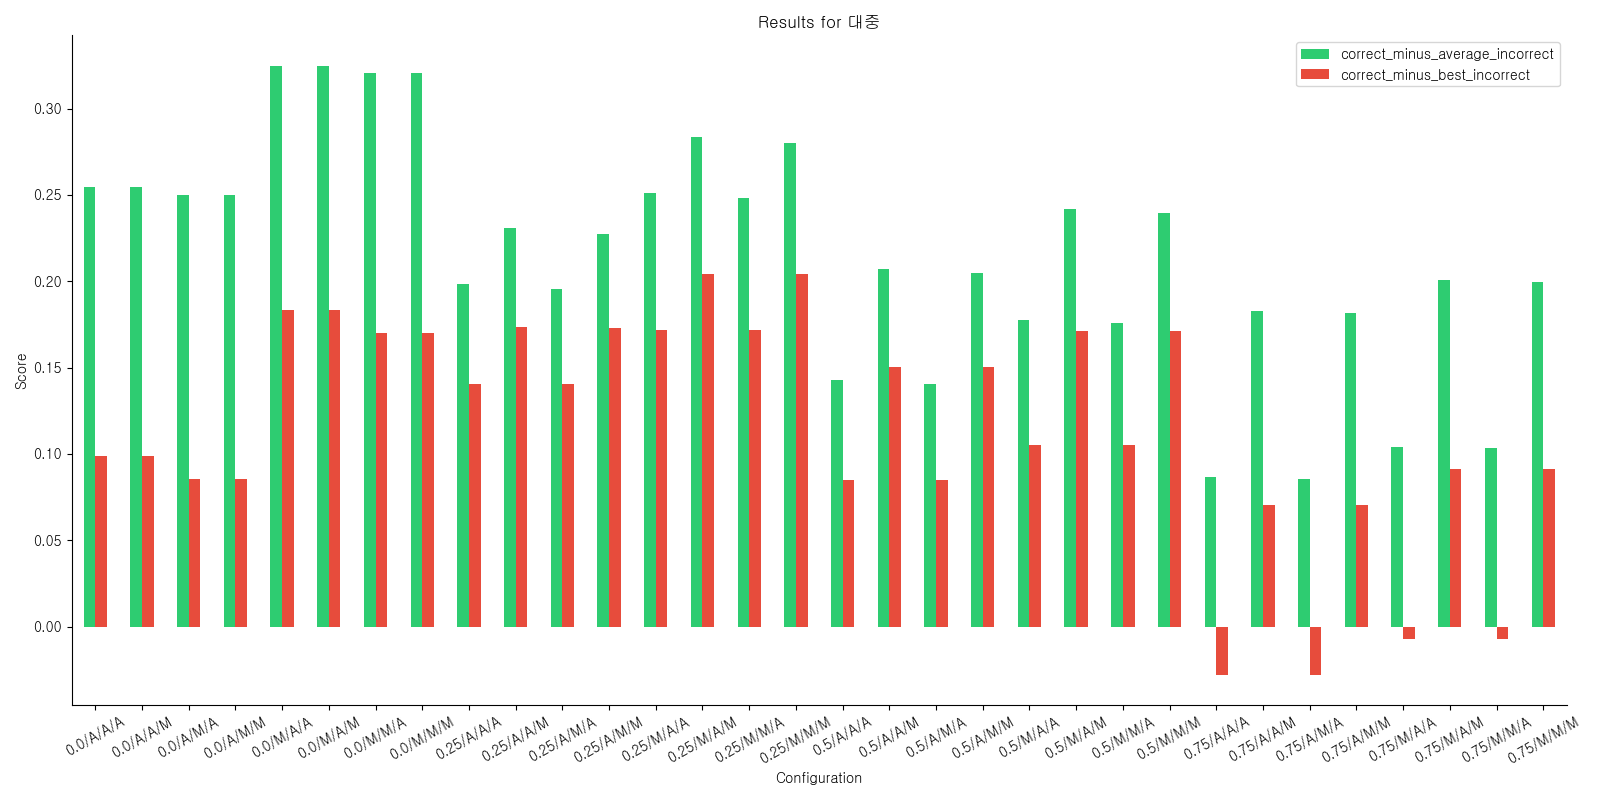 Results for 대중
correct_minus_average_incorrect
correct_minus_best_incorrect
Score
0.30
0.25
0.20
0.15
0.10
0.05
0.00
0.0/A/A/A
0.0/A/A/M
0.0/A/M/A
0.0/A/M/M
0.0/M/A/A
0.0/M/A/M
0.0/M/M/A
0.0/M/M/M
0.25/A/A/A
0.25/A/A/M
0.25/A/M/A
0.25/A/M/M
0.25/M/A/A
0.25/M/A/M
0.25/M/M/A
0.25/M/M/M
0.5/A/A/A
0.5/A/A/M
0.5/A/M/A
0.5/A/M/M
0.5/M/A/A
0.5/M/A/M
0.5/M/M/A
0.5/M/M/M
0.75/A/A/A
0.75/A/A/M
0.75/A/M/A
0.75/A/M/M
0.75/M/A/A
0.75/M/A/M
0.75/M/M/A
0.75/M/M/M
Configuration